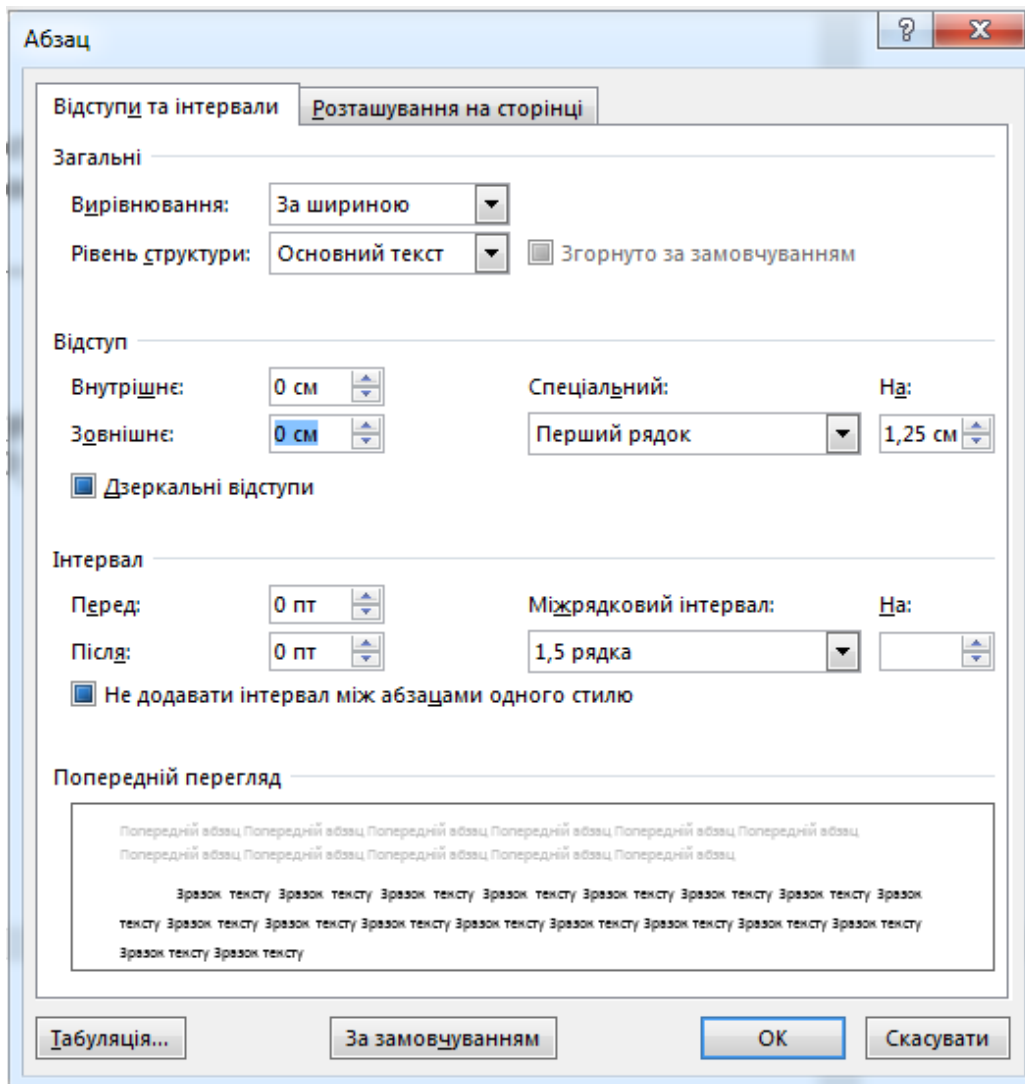 Абзац
Відступи та інтервали Розташування на сторінці
Загальні
Вирівнювання: За шириною
Рівень структури: Основний текст Згорнуто за замовчуванням
Відступ
Внутрішнє: 0 см Спеціальний: На:
Зовнішнє: 0 см Перший рядок 1,25 см
Дзеркальні відступи
Інтервал
Перед: 0 пт Міжрядковий інтервал: На:
Після: 0 пт 1,5 рядка
Не додавати інтервал між абзацами одного стилю
Попередній перегляд
Попередній абзац Попередній абзац Попередній абзац Попередній абзац Попередній абзац Попередній абзац
Попередній абзац Попередній абзац Попередній абзац Попередній абзац Попередній абзац
Зразок тексту Зразок тексту Зразок тексту Зразок тексту Зразок тексту Зразок тексту Зразок тексту Зразок
тексту Зразок тексту Зразок тексту Зразок тексту Зразок тексту Зразок тексту Зразок тексту Зразок тексту
Зразок тексту Зразок тексту
Табуляція... За замовчуванням ОК Скасувати